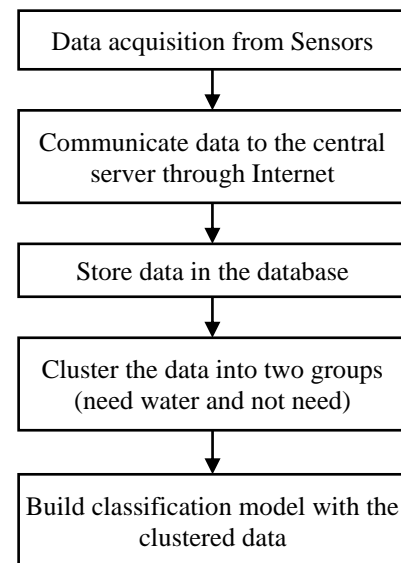 Data acquisition from Sensors
Communicate data to the central
server through Internet
Store data in the database
Cluster the data into two groups
(need water and not need)
Build classification model with the
clustered data